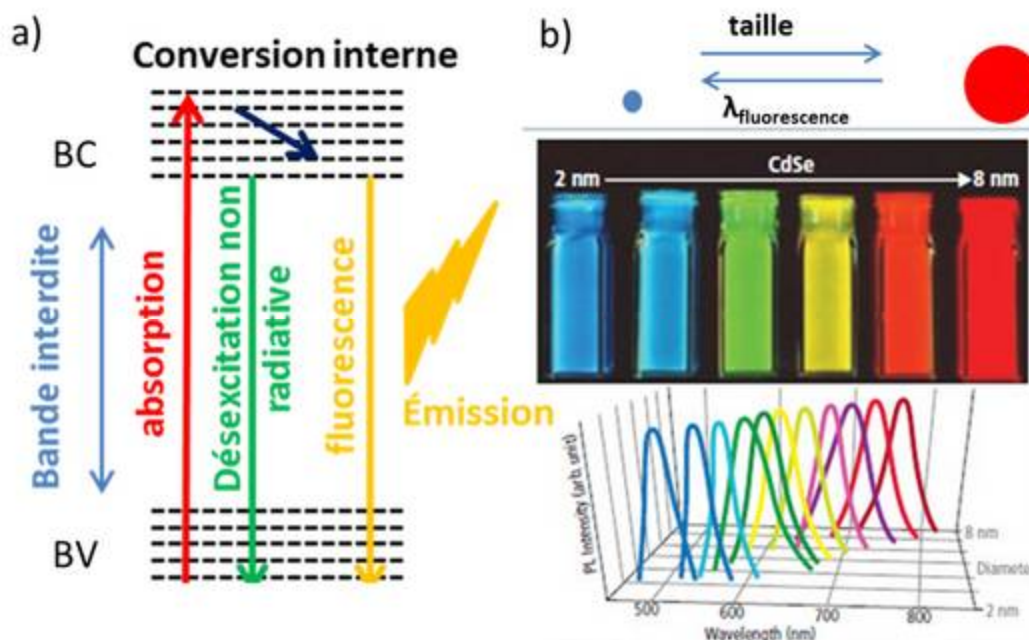 a)
Conversion interne
BC
Bande interdite
absorption
Désexcitation non
radiative
fluorescence
Émission
BV
b)
taille
λfluorescence
CdSe
2 nm
8 nm
PL Intensity (arb. unit)
8 nm
Diamete
2 nm
500
600
700
800
Wavelength (nm)